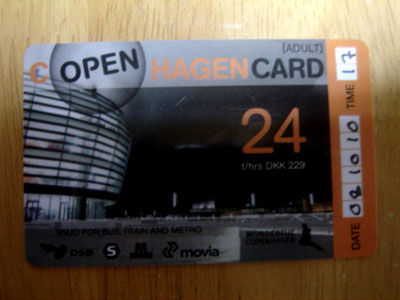 [ADULT]
C OPEN HAGEN CARD
24
t/hrs DKK 229
VALID FOR BUS, TRAIN AND METRO
DSB S M movia
WONDERFUL
COPENHAGEN
DATE 08 10 10 TIME 17